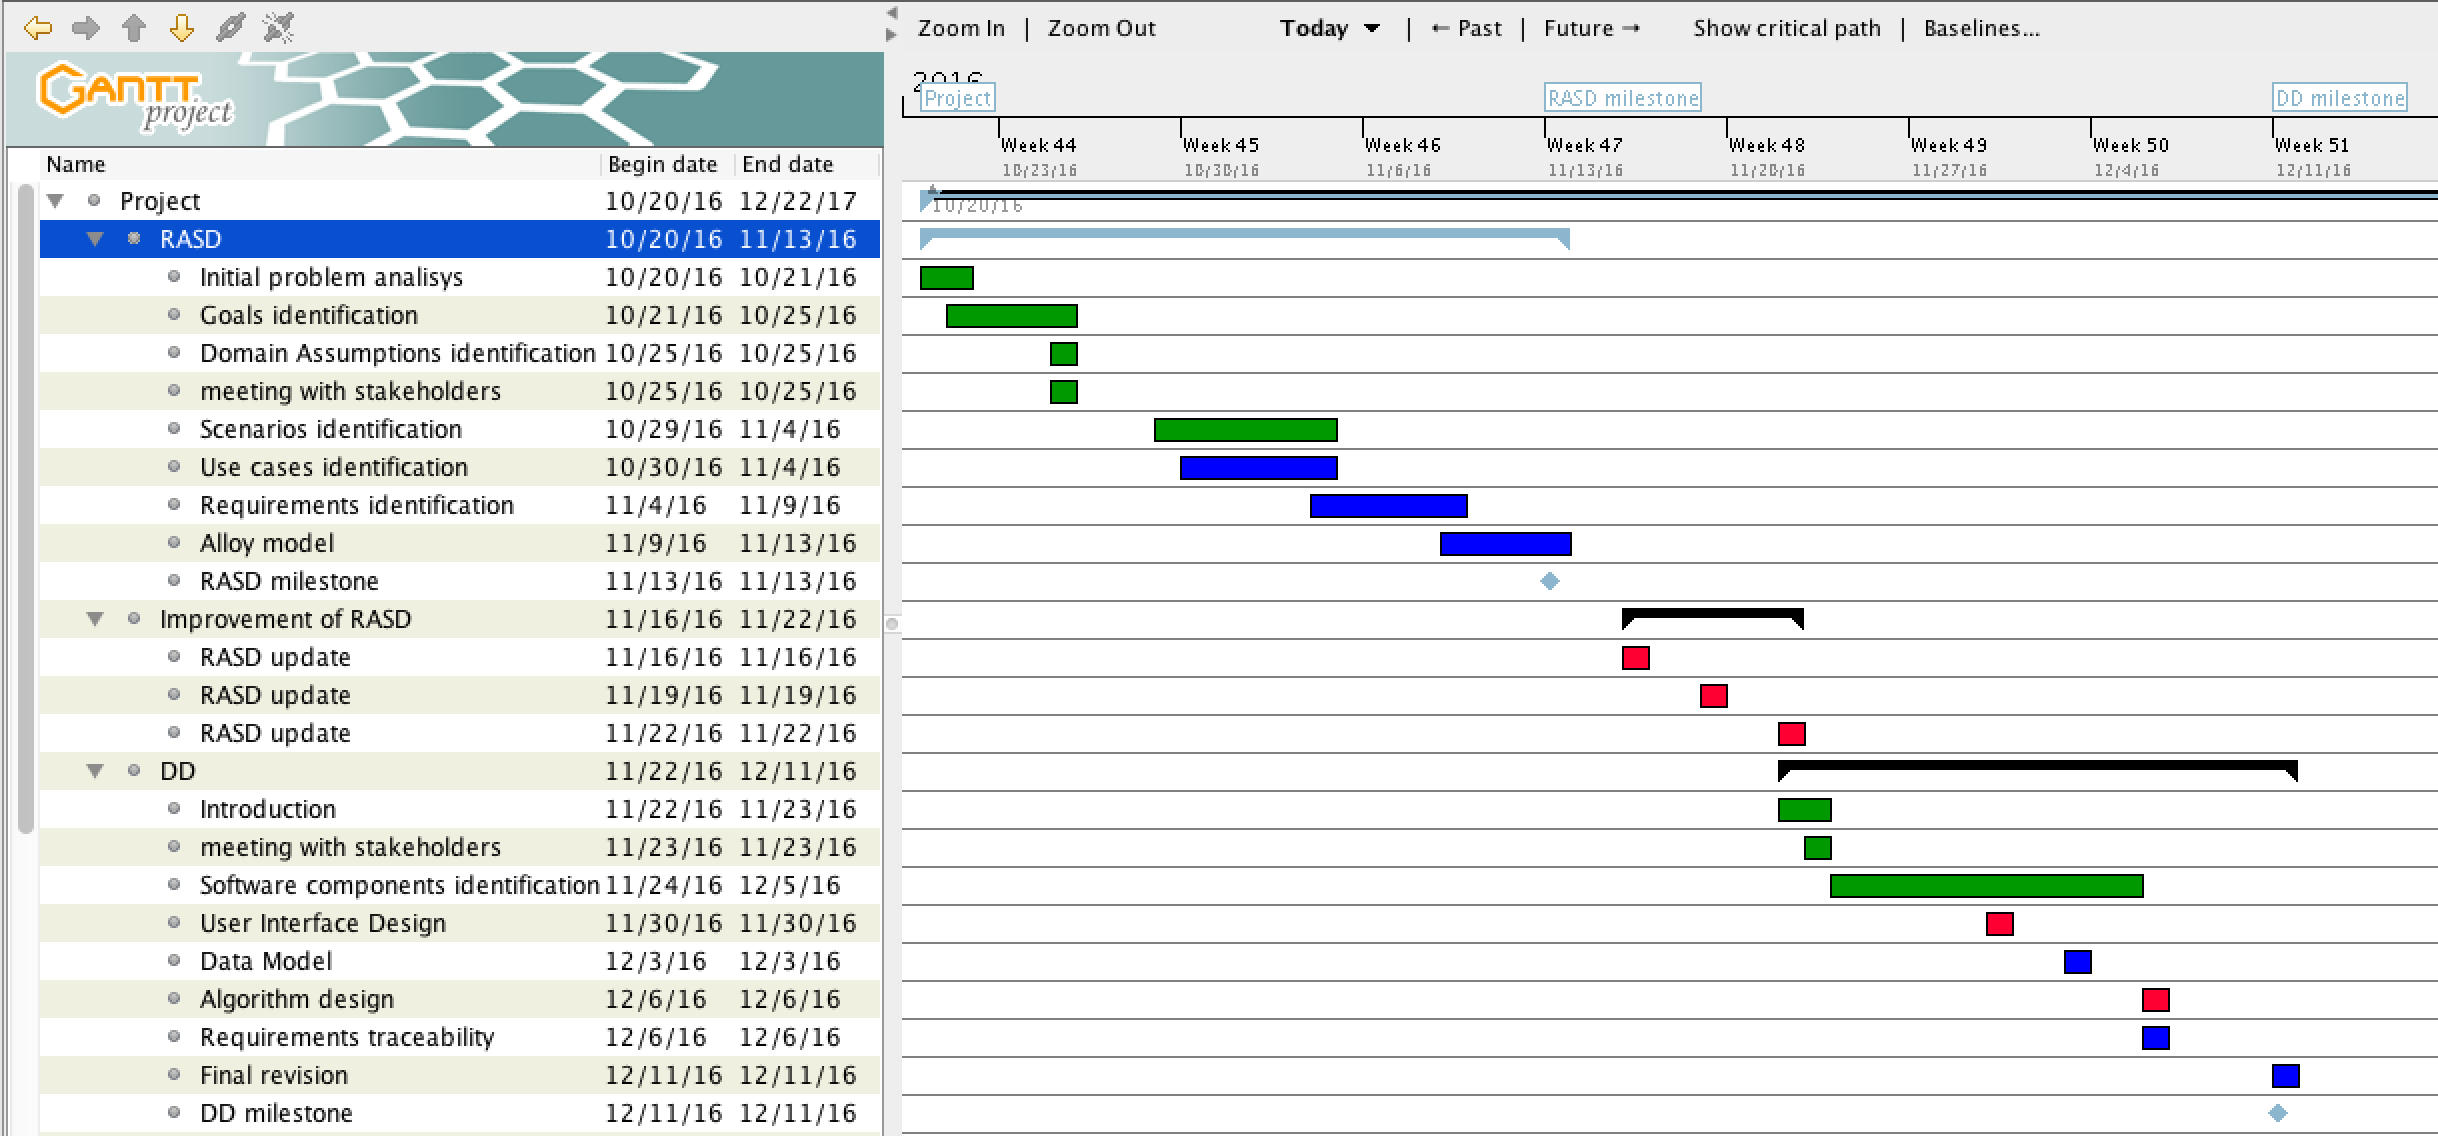 Zoom In | Zoom Out Today | ← Past | Future → Show critical path | Baselines...
GANTT project
2016
Project RASD milestone DD milestone
Week 44 Week 45 Week 46 Week 47 Week 48 Week 49 Week 50 Week 51
10/23/16 10/30/16 11/6/16 11/13/16 11/20/16 11/27/16 12/4/16 12/11/16
Name Begin date End date
Project 10/20/16 12/22/17
10/20/16
RASD 10/20/16 11/13/16
Initial problem analisys 10/20/16 10/21/16
Goals identification 10/21/16 10/25/16
Domain Assumptions identification 10/25/16 10/25/16
meeting with stakeholders 10/25/16 10/25/16
Scenarios identification 10/29/16 11/4/16
Use cases identification 10/30/16 11/4/16
Requirements identification 11/4/16 11/9/16
Alloy model 11/9/16 11/13/16
RASD milestone 11/13/16 11/13/16
Improvement of RASD 11/16/16 11/22/16
RASD update 11/16/16 11/16/16
RASD update 11/19/16 11/19/16
RASD update 11/22/16 11/22/16
DD 11/22/16 12/11/16
Introduction 11/22/16 11/23/16
meeting with stakeholders 11/23/16 11/23/16
Software components identification 11/24/16 12/5/16
User Interface Design 11/30/16 11/30/16
Data Model 12/3/16 12/3/16
Algorithm design 12/6/16 12/6/16
Requirements traceability 12/6/16 12/6/16
Final revision 12/11/16 12/11/16
DD milestone 12/11/16 12/11/16